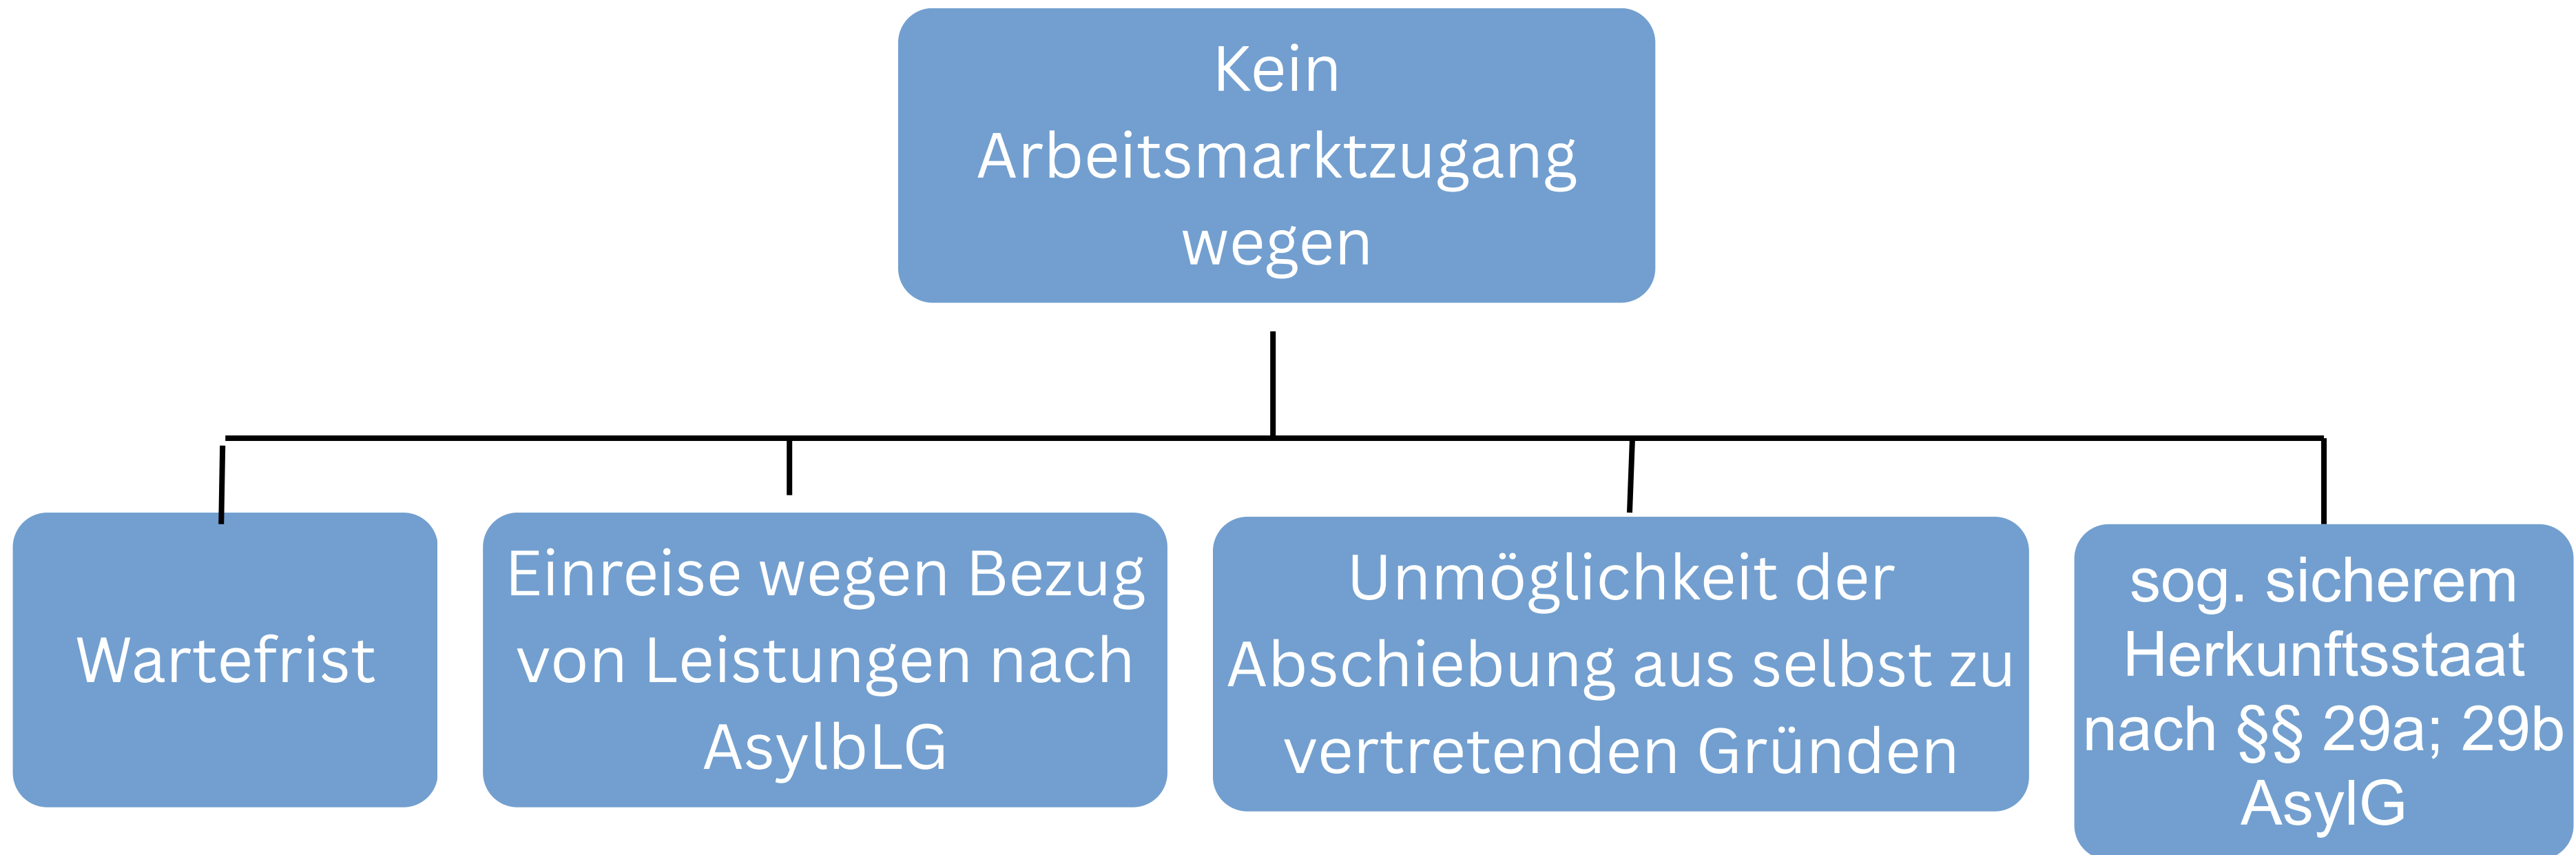 Kein
Arbeitsmarktzugang
wegen
Wartefrist
Einreise wegen Bezug
von Leistungen nach
AsylbLG
Unmöglichkeit der
Abschiebung aus selbst zu
vertretenden Gründen
sog. sicherem
Herkunftsstaat
nach §§ 29a; 29b
AsylG